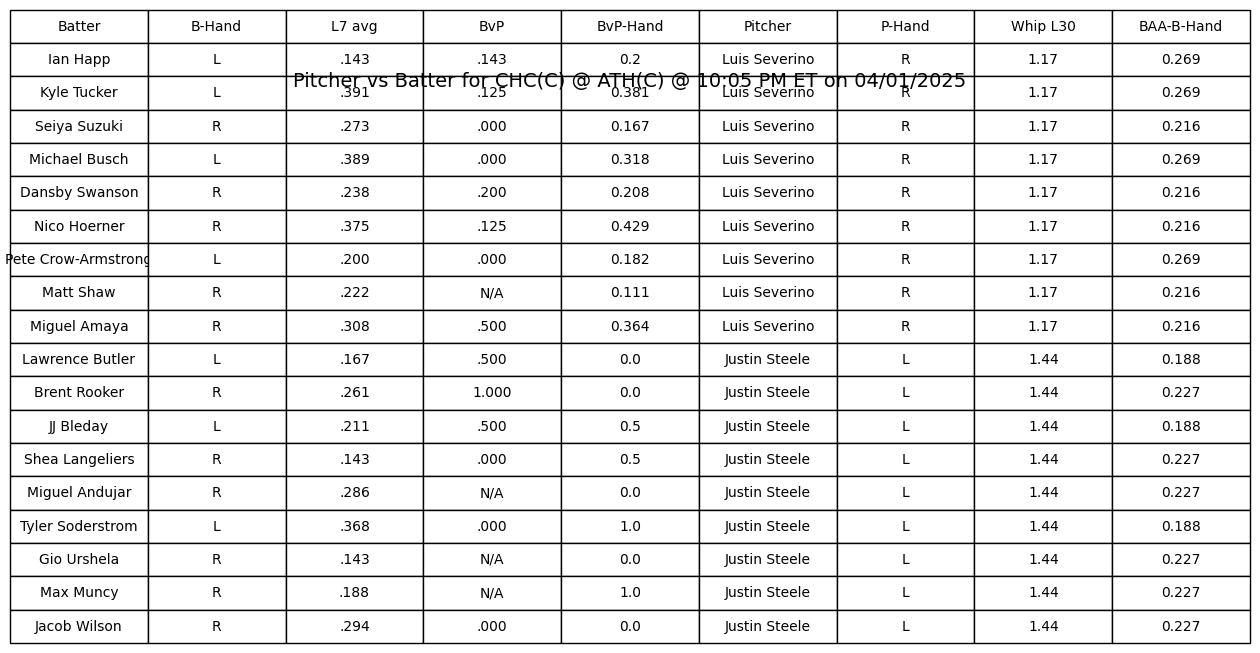 Batter B-Hand L7 avg BvP BvP-Hand Pitcher P-Hand Whip L30 BAA-B-Hand
Ian Happ L .143 .143 0.2 Luis Severino R 1.17 0.269
Pitcher vs Batter for CHC(C) @ ATH(C) @ 10:05 PM ET on 04/01/2025
Kyle Tucker L .391 .125 0.381 Luis Severino R 1.17 0.269
Seiya Suzuki R .273 .000 0.167 Luis Severino R 1.17 0.216
Michael Busch L .389 .000 0.318 Luis Severino R 1.17 0.269
Dansby Swanson R .238 .200 0.208 Luis Severino R 1.17 0.216
Nico Hoerner R .375 .125 0.429 Luis Severino R 1.17 0.216
Pete Crow-Armstrong L .200 .000 0.182 Luis Severino R 1.17 0.269
Matt Shaw R .222 N/A 0.111 Luis Severino R 1.17 0.216
Miguel Amaya R .308 .500 0.364 Luis Severino R 1.17 0.216
Lawrence Butler L .167 .500 0.0 Justin Steele L 1.44 0.188
Brent Rooker R .261 1.000 0.0 Justin Steele L 1.44 0.227
JJ Bleday L .211 .500 0.5 Justin Steele L 1.44 0.188
Shea Langeliers R .143 .000 0.5 Justin Steele L 1.44 0.227
Miguel Andujar R .286 N/A 0.0 Justin Steele L 1.44 0.227
Tyler Soderstrom L .368 .000 1.0 Justin Steele L 1.44 0.188
Gio Urshela R .143 N/A 0.0 Justin Steele L 1.44 0.227
Max Muncy R .188 N/A 1.0 Justin Steele L 1.44 0.227
Jacob Wilson R .294 .000 0.0 Justin Steele L 1.44 0.227